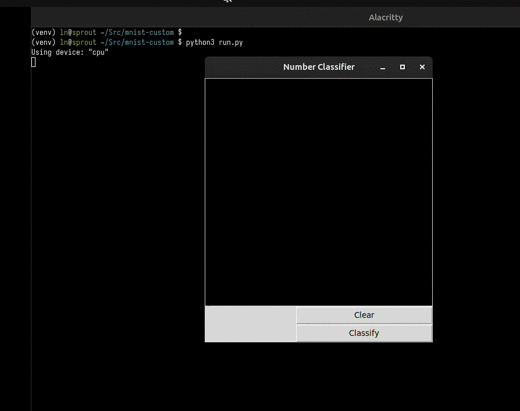 Alacritty
(venv) ln@sprout ~/Src/mnist-custom $
(venv) ln@sprout ~/Src/mnist-custom $ python3 run.py
Using device: "cpu"
Number Classifier
Clear
Classify